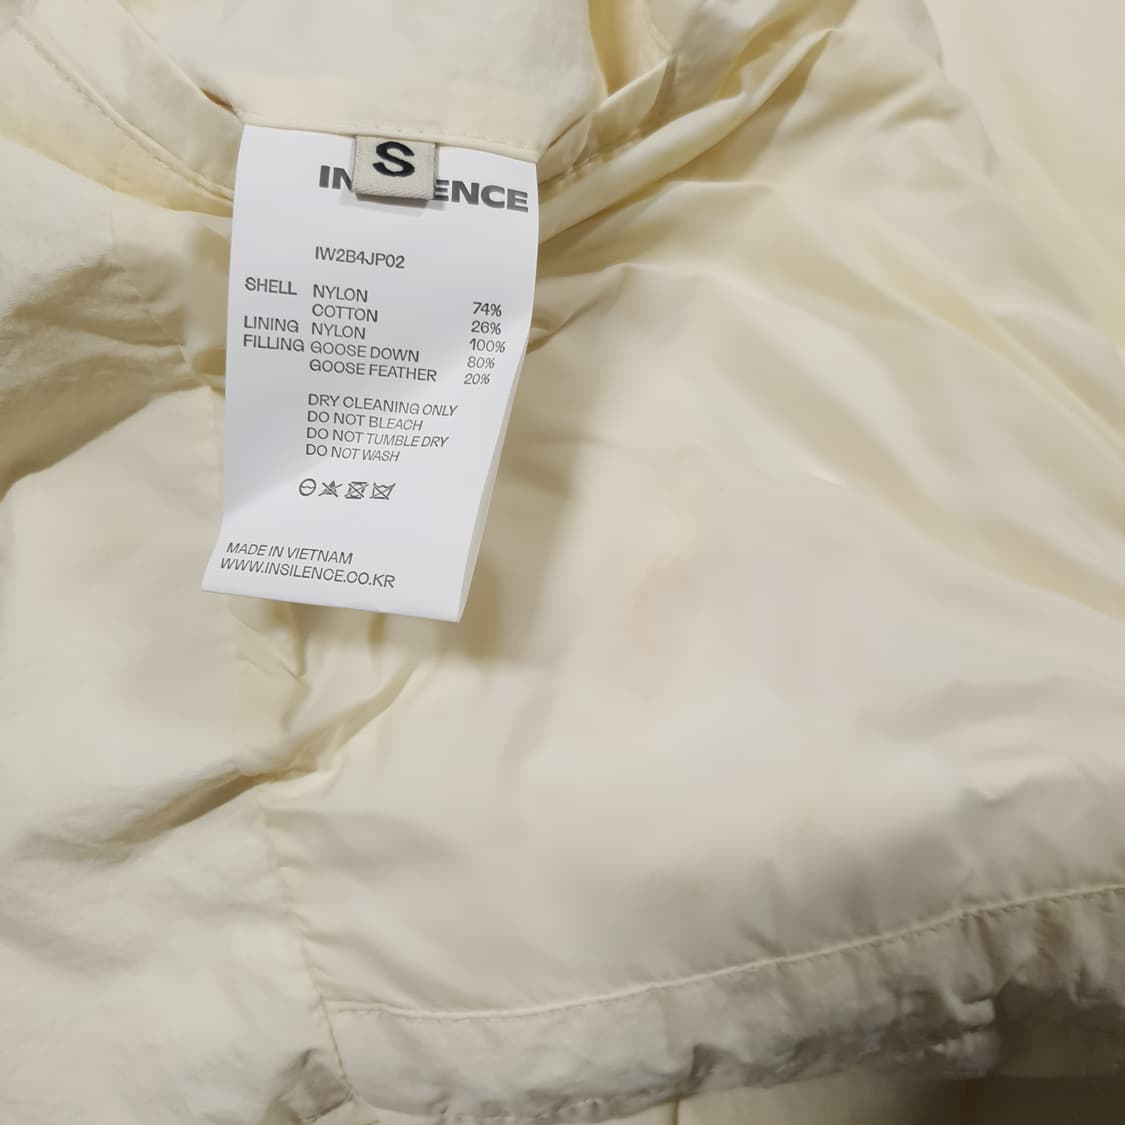 S
INSILENCE
IW2B4JP02
SHELL NYLON 74%
COTTON 26%
LINING NYLON 100%
FILLING GOOSE DOWN 80%
GOOSE FEATHER 20%
DRY CLEANING ONLY
DO NOT BLEACH
DO NOT TUMBLE DRY
DO NOT WASH
MADE IN VIETNAM
WWW.INSILENCE.CO.KR